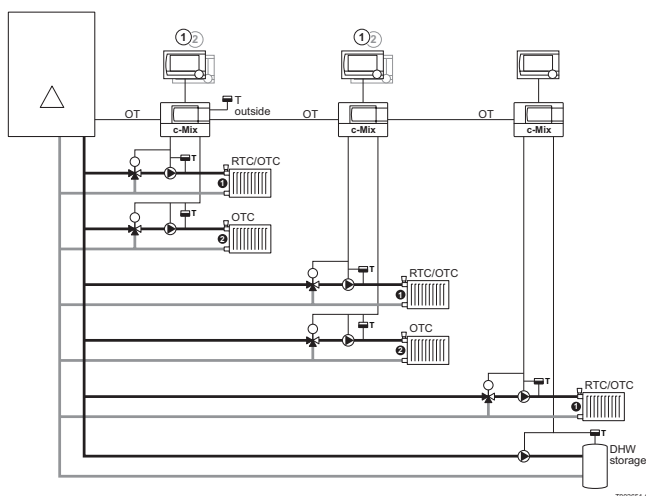 1 2
1 2
T outside
OT
OT
OT
c-Mix
c-Mix
c-Mix
T
RTC/OTC
1
T
OTC
2
T
RTC/OTC
1
T
OTC
2
T
RTC/OTC
1
T
DHW
storage